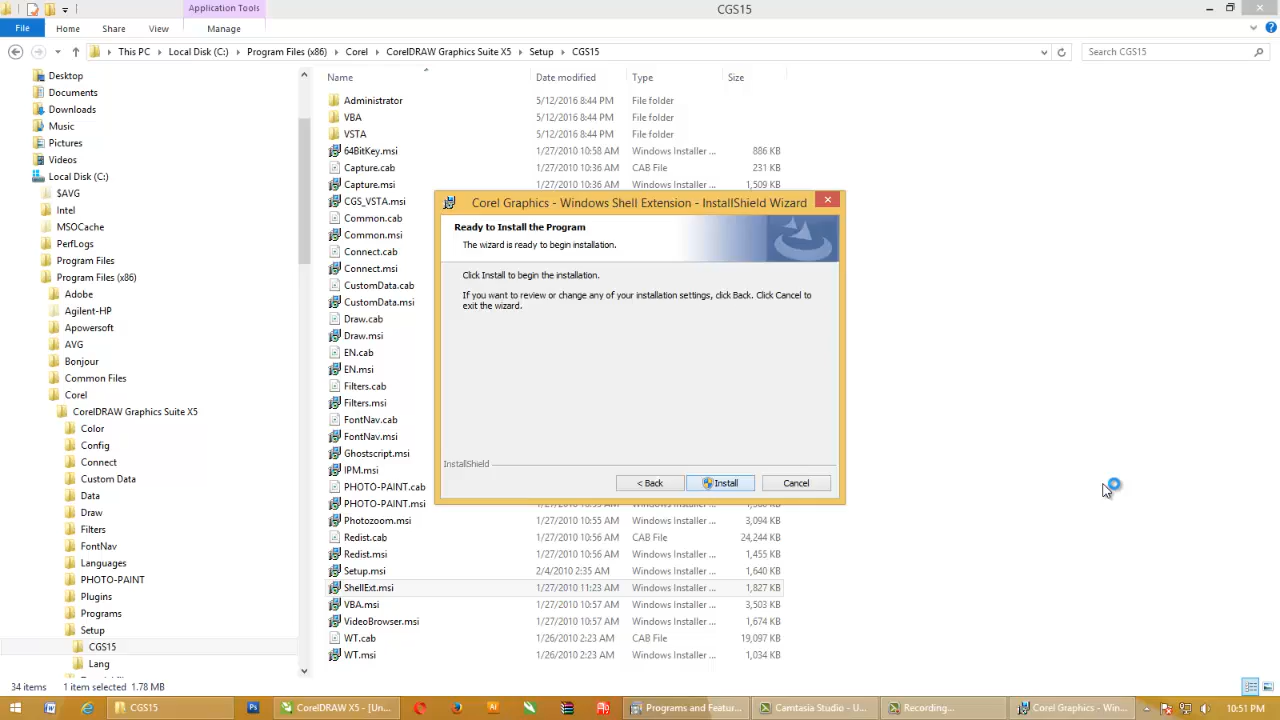 Application Tools
CGS15
File Home Share View Manage
This PC Local Disk (C:) Program Files (x86) Corel CorelDRAW Graphics Suite X5 Setup CGS15
Search CGS15
Name Date modified Type Size
Desktop
Documents
Downloads
Music
Pictures
Videos
Local Disk (C:)
$AVG
Intel
MSOCache
PerfLogs
Program Files
Program Files (x86)
Adobe
Agilent-HP
Apowersoft
AVG
Bonjour
Common Files
Corel
CorelDRAW Graphics Suite X5
Color
Config
Connect
Custom Data
Data
Draw
Filters
FontNav
Languages
PHOTO-PAINT
Plugins
Programs
Setup
CGS15
Lang
Administrator 5/12/2016 8:44 PM File folder
VBA 5/12/2016 8:44 PM File folder
VSTA 5/12/2016 8:44 PM File folder
64BitKey.msi 1/27/2010 10:58 AM Windows Installer ... 886 KB
Capture.cab 1/27/2010 10:36 AM CAB File 231 KB
Capture.msi 1/27/2010 10:36 AM Windows Installer ... 1,509 KB
CGS_VSTA.msi
Common.cab
Common.msi
Connect.cab
Connect.msi
CustomData.cab
CustomData.msi
Draw.cab
Draw.msi
EN.cab
EN.msi
Filters.cab
Filters.msi
FontNav.cab
FontNav.msi
Ghostscript.msi
IPM.msi
PHOTO-PAINT.cab
PHOTO-PAINT.msi
Photozoom.msi 1/27/2010 10:55 AM Windows Installer ... 3,094 KB
Redist.cab 1/27/2010 10:56 AM CAB File 24,244 KB
Redist.msi 1/27/2010 10:56 AM Windows Installer ... 1,455 KB
Setup.msi 2/4/2010 2:35 AM Windows Installer ... 1,640 KB
ShellExt.msi 1/27/2010 11:23 AM Windows Installer ... 1,827 KB
VBA.msi 1/27/2010 10:57 AM Windows Installer ... 3,503 KB
VideoBrowser.msi 1/27/2010 10:57 AM Windows Installer ... 1,674 KB
WT.cab 1/26/2010 2:23 AM CAB File 19,097 KB
WT.msi 1/26/2010 2:23 AM Windows Installer ... 1,034 KB
Corel Graphics - Windows Shell Extension - InstallShield Wizard
Ready to Install the Program
The wizard is ready to begin installation.
Click Install to begin the installation.
If you want to review or change any of your installation settings, click Back. Click Cancel to
exit the wizard.
InstallShield
< Back Install Cancel
34 items 1 item selected 1.78 MB
CGS15 CorelDRAW X5 - [Un... Programs and Featur... Camtasia Studio - U... Recording... Corel Graphics - Win... 10:51 PM